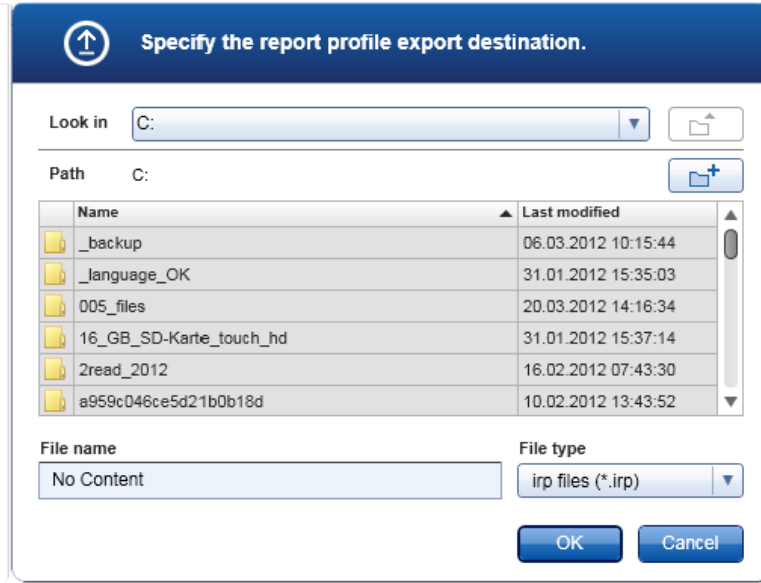 Specify the report profile export destination.
Look in C:
Path C:
Name Last modified
_backup 06.03.2012 10:15:44
_language_OK 31.01.2012 15:35:03
005_files 20.03.2012 14:16:34
16_GB_SD-Karte_touch_hd 31.01.2012 15:37:14
2read_2012 16.02.2012 07:43:30
a959c046ce5d21b0b18d 10.02.2012 13:43:52
File name File type
No Content irp files (*.irp)
OK Cancel